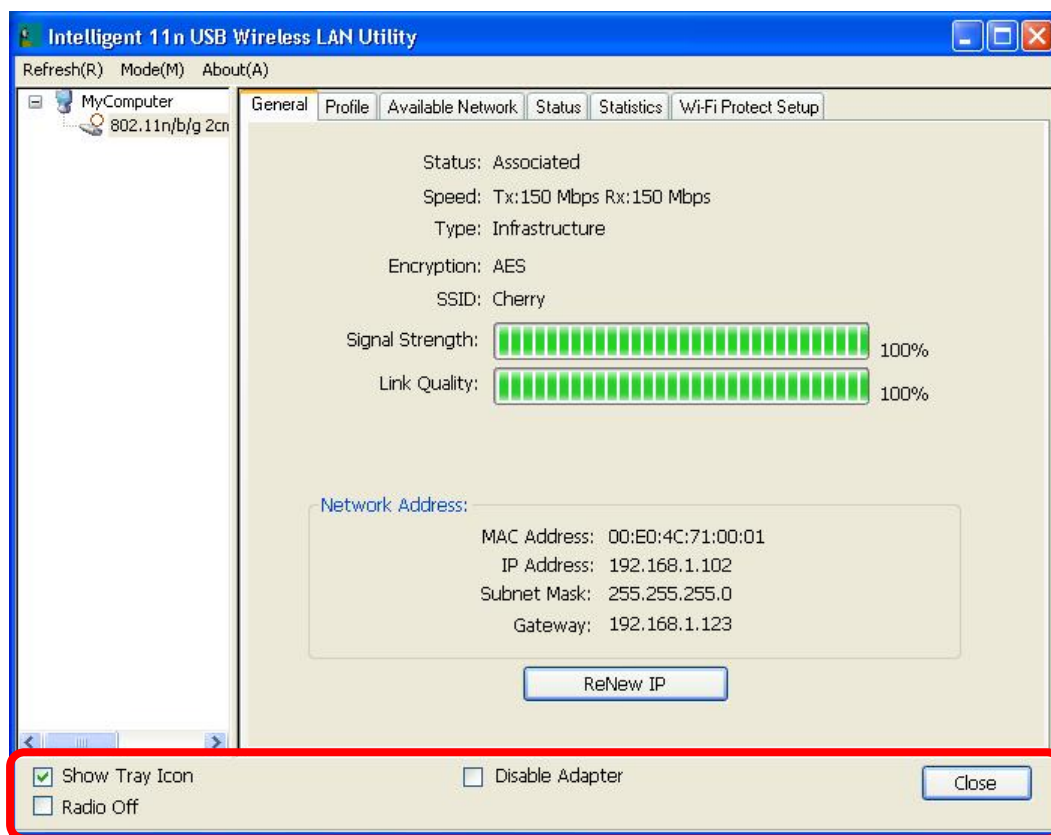 Intelligent 11n USB Wireless LAN Utility
Refresh(R) Mode(M) About(A)
MyComputer
802.11n/b/g 2cn
General Profile Available Network Status Statistics Wi-Fi Protect Setup
Status: Associated
Speed: Tx:150 Mbps Rx:150 Mbps
Type: Infrastructure
Encryption: AES
SSID: Cherry
Signal Strength: 100%
Link Quality: 100%
Network Address:
MAC Address: 00:E0:4C:71:00:01
IP Address: 192.168.1.102
Subnet Mask: 255.255.255.0
Gateway: 192.168.1.123
ReNew IP
Show Tray Icon
Radio Off
Disable Adapter
Close